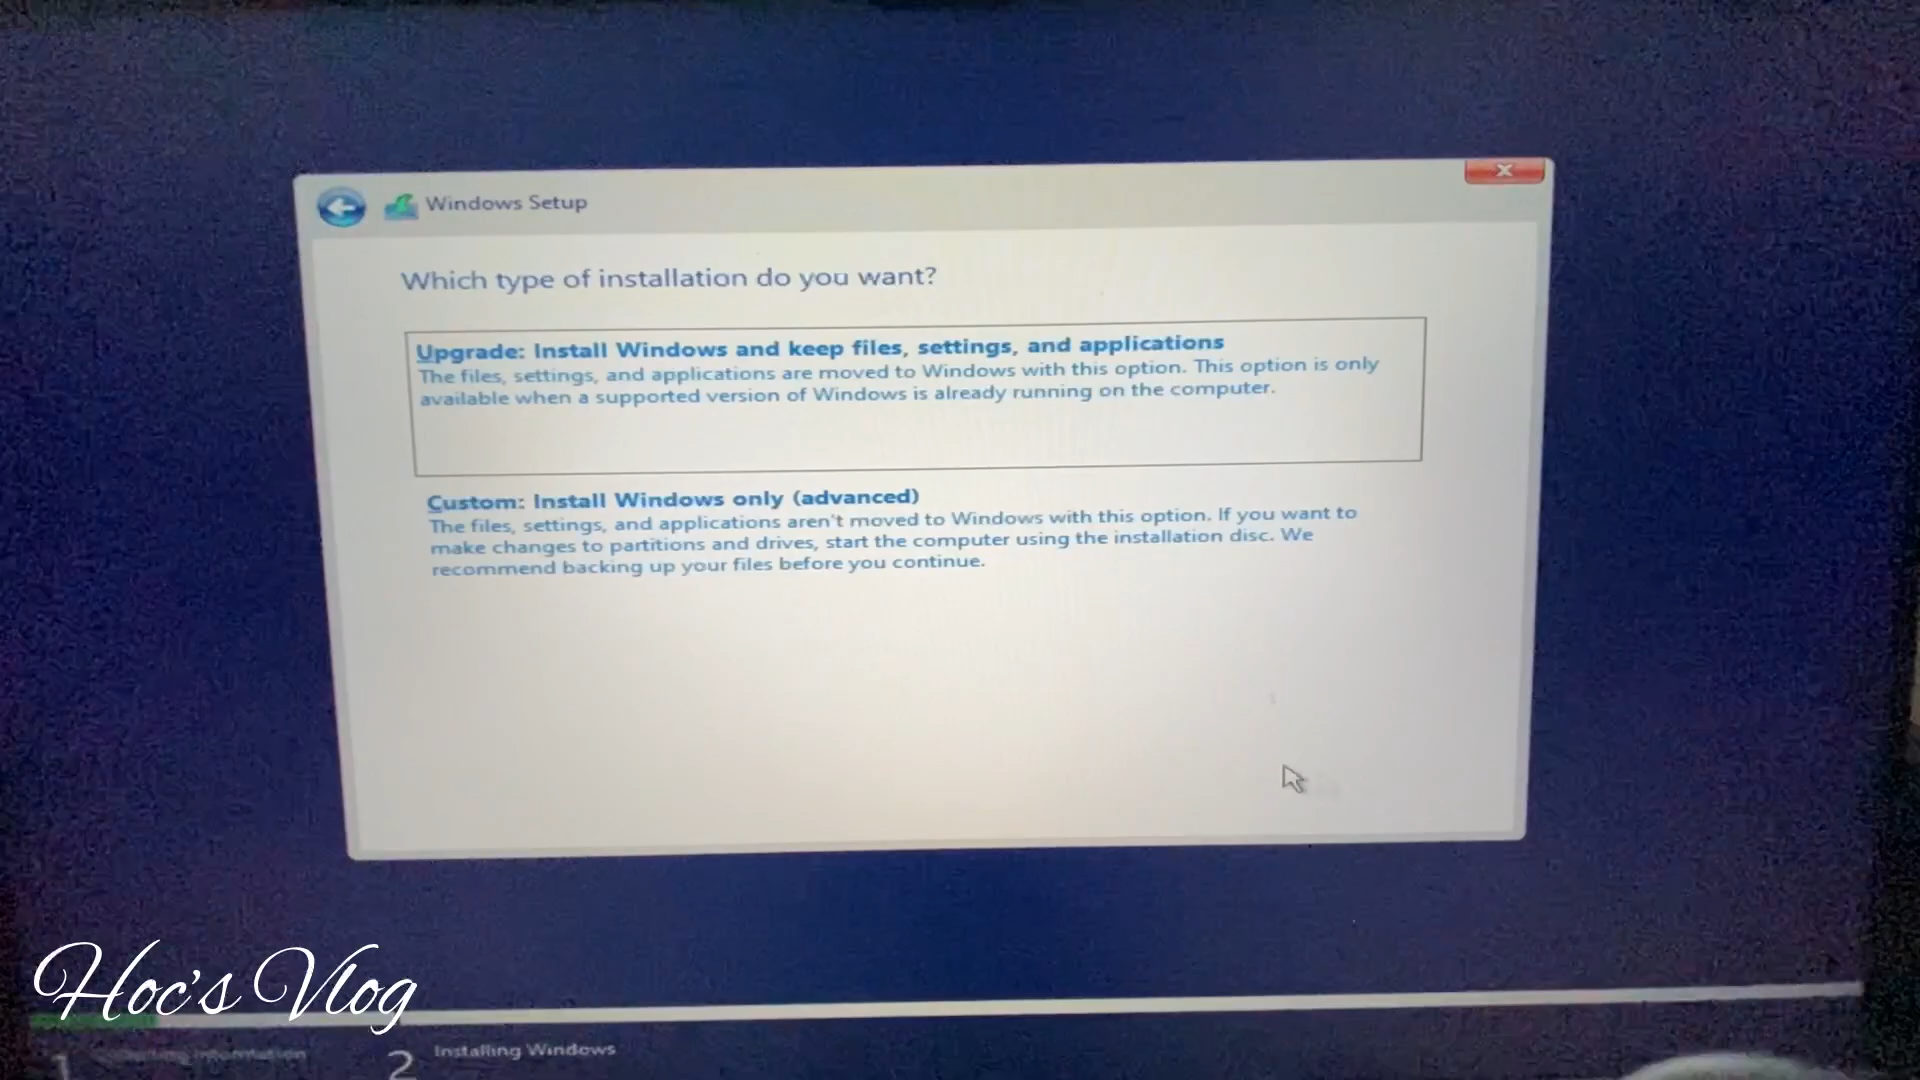 Windows Setup
Which type of installation do you want?
Upgrade: Install Windows and keep files, settings, and applications
The files, settings, and applications are moved to Windows with this option. This option is only
available when a supported version of Windows is already running on the computer.
Custom: Install Windows only (advanced)
The files, settings, and applications aren't moved to Windows with this option. If you want to
make changes to partitions and drives, start the computer using the installation disc. We
recommend backing up your files before you continue.
Hoc's Vlog
1 Collecting information
2 Installing Windows